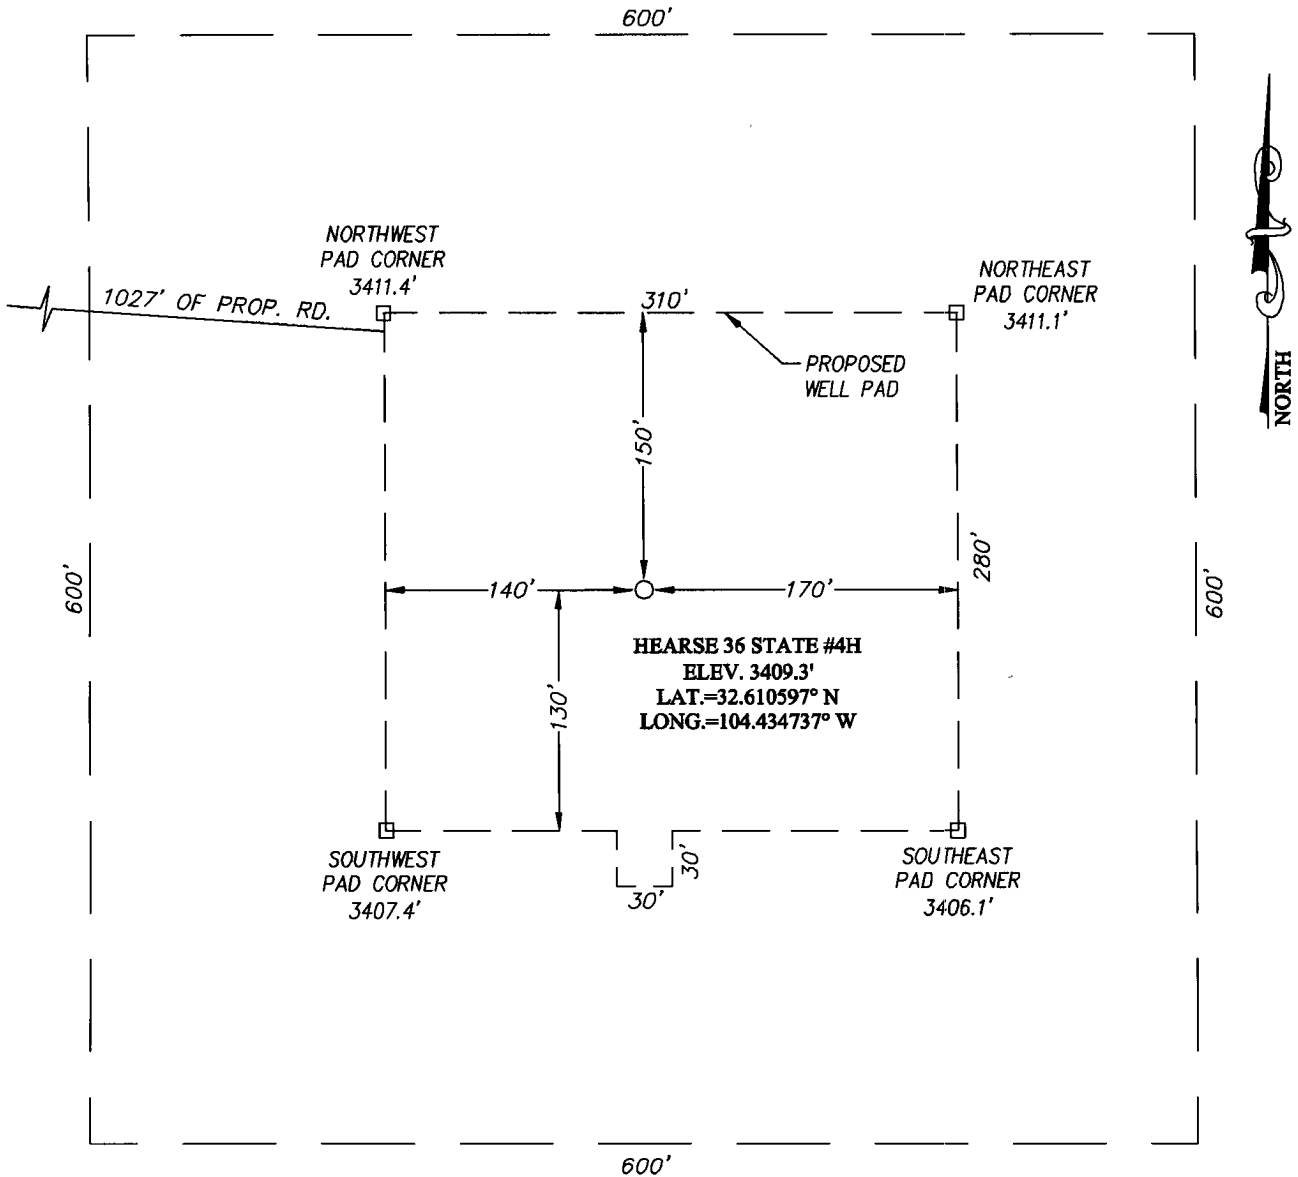 600'
NORTHWEST
PAD CORNER
3411.4'
NORTHEAST
PAD CORNER
3411.1'
1027' OF PROP. RD.
310'
PROPOSED
WELL PAD
NORTH
150'
280'
600'
140'
170'
600'
HEARSE 36 STATE #4H
ELEV. 3409.3'
LAT.=32.610597° N
LONG.=104.434737° W
130'
SOUTHWEST
PAD CORNER
3407.4'
30'
30'
SOUTHEAST
PAD CORNER
3406.1'
600'